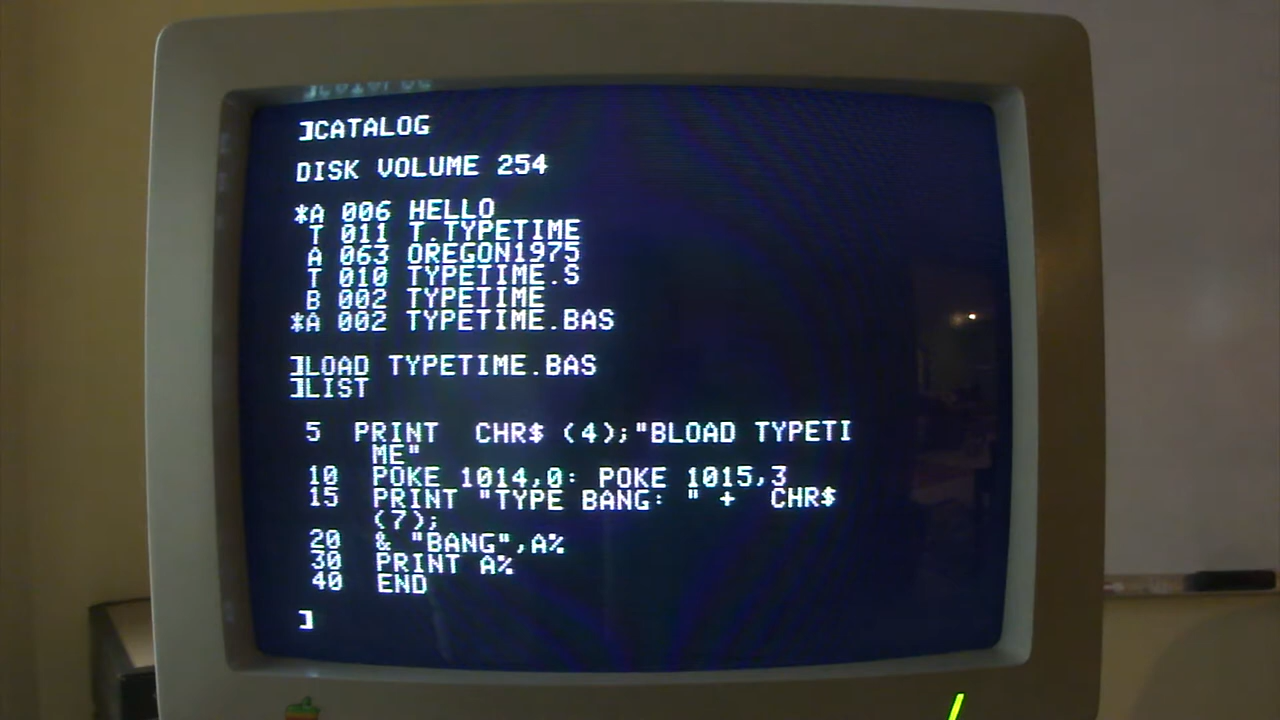 ]CATALOG
DISK VOLUME 254
*A 006 HELLO
T 011 T.TYPETIME
A 063 OREGON1975
T 010 TYPETIME.S
B 002 TYPETIME
*A 002 TYPETIME.BAS
]LOAD TYPETIME.BAS
]LIST
5 PRINT CHR$ (4);"BLOAD TYPETI
ME"
10 POKE 1014,0: POKE 1015,3
15 PRINT "TYPE BANG: " + CHR$
(7);
20 & "BANG",A%
30 PRINT A%
40 END
]